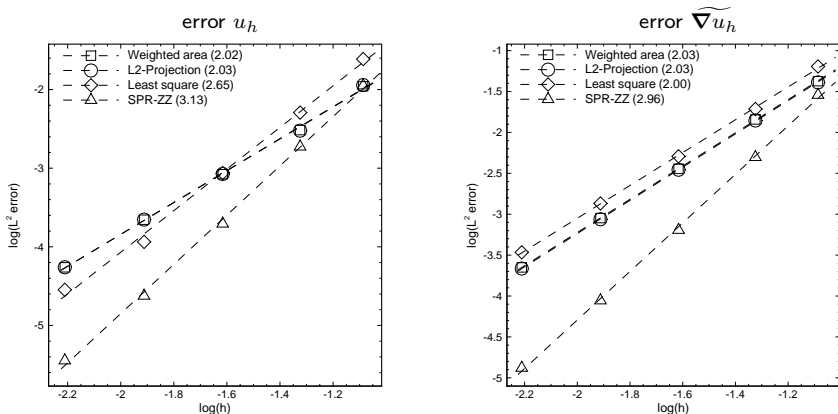 error u_h
Weighted area (2.02)
L2-Projection (2.03)
Least square (2.65)
SPR-ZZ (3.13)
log(L² error)
-2
-3
-4
-5
-2.2 -2 -1.8 -1.6 -1.4 -1.2
log(h)
error \widetilde{∇u_h}
Weighted area (2.03)
L2-Projection (2.03)
Least square (2.00)
SPR-ZZ (2.96)
log(L² error)
-1
-1.5
-2
-2.5
-3
-3.5
-4
-4.5
-5
-2.2 -2 -1.8 -1.6 -1.4 -1.2
log(h)